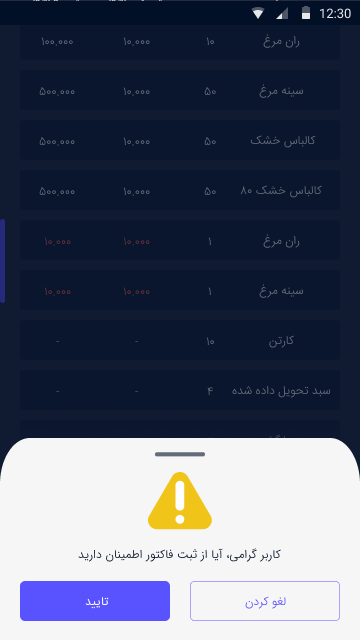 12:30
ران مرغ ۱۰ ۱۰,۰۰۰ ۱۰۰,۰۰۰
سینه مرغ ۵۰ ۱۰,۰۰۰ ۵۰۰,۰۰۰
کالباس خشک ۵۰ ۱۰,۰۰۰ ۵۰۰,۰۰۰
کالباس خشک ۸۰ ۵۰ ۱۰,۰۰۰ ۵۰۰,۰۰۰
ران مرغ ۱ ۱۰,۰۰۰ ۱۰,۰۰۰
سینه مرغ ۱ ۱۰,۰۰۰ ۱۰,۰۰۰
کارتن ۱۰ - -
سبد تحویل داده شده ۴ - -
کاربر گرامی، آیا از ثبت فاکتور اطمینان دارید
لغو کردن
تایید